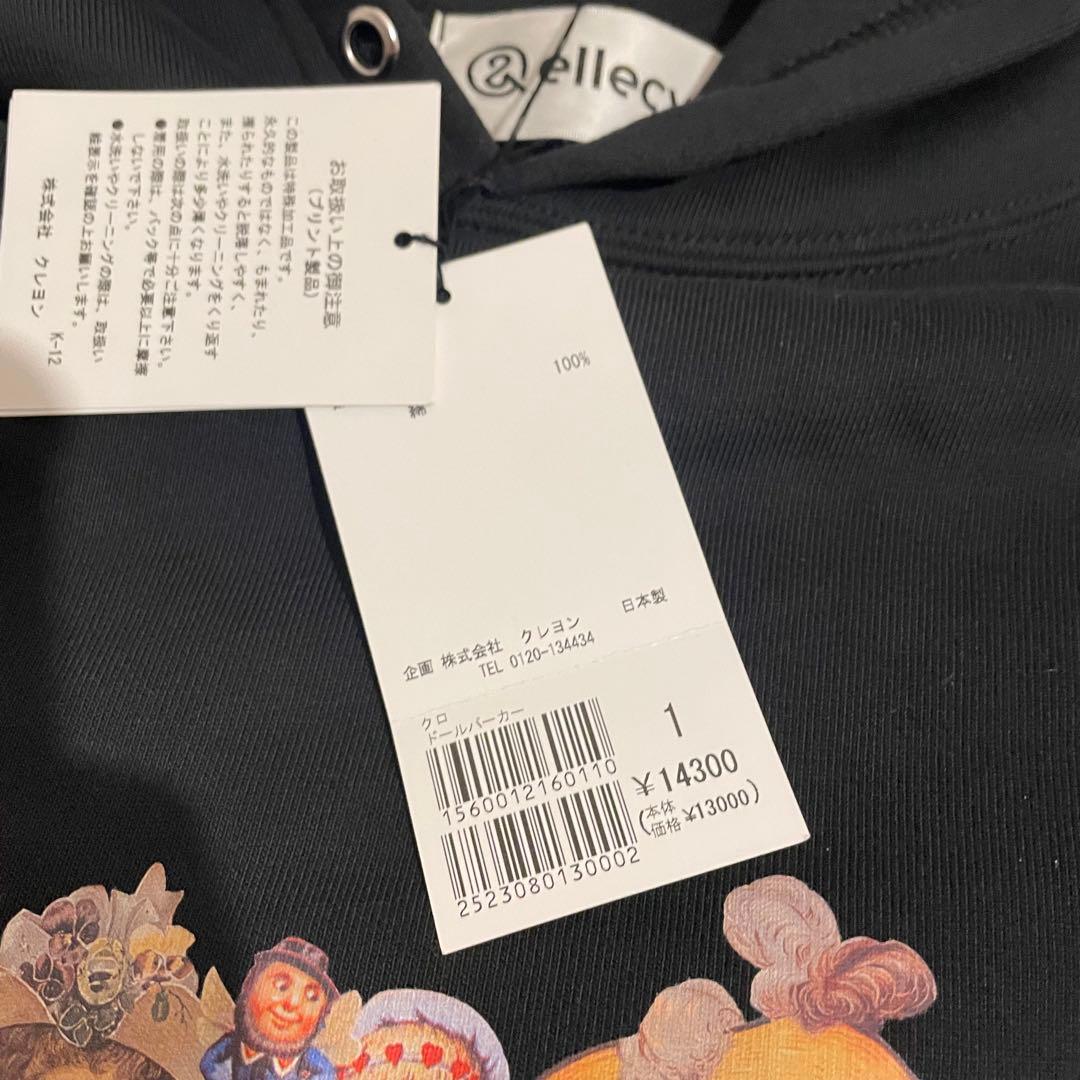 ellecy
お取扱い上の御注意
(プリント製品)
この製品は特殊加工品です。
永久的なものではなく、もまれたり、
擦られたりすると脱落しやすく、
また、水洗いやクリーニングをくり返す
ことにより多少薄くなります。
取扱いの際は次の点に十分ご注意下さい。
●着用の際は、バック等で必要以上に摩擦
しないで下さい。
●水洗いやクリーニングの際は、取扱い
絵表示を確認の上お願いします。
株式会社 クレヨン K-12
100%
日本製
企画 株式会社 クレヨン
TEL 0120-134434
クロ
ドールパーカー
1
1560012160110
¥14300
(本体価格¥13000)
2523080130002